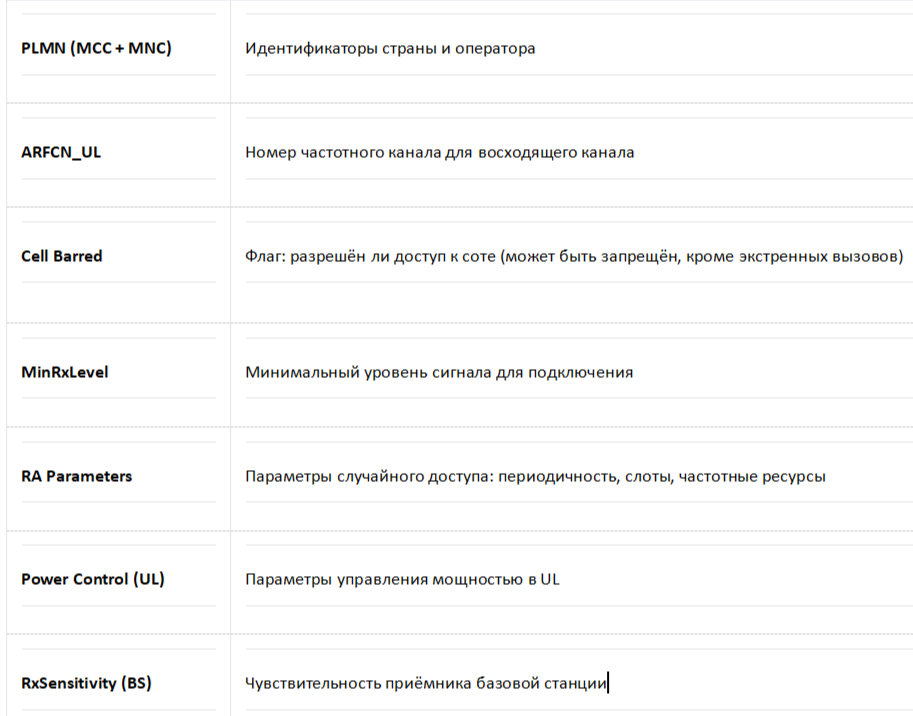 PLMN (MCC + MNC) Идентификаторы страны и оператора
ARFCN_UL Номер частотного канала для восходящего канала
Cell Barred Флаг: разрешён ли доступ к соте (может быть запрещён, кроме экстренных вызовов)
MinRxLevel Минимальный уровень сигнала для подключения
RA Parameters Параметры случайного доступа: периодичность, слоты, частотные ресурсы
Power Control (UL) Параметры управления мощностью в UL
RxSensitivity (BS) Чувствительность приёмника базовой станции